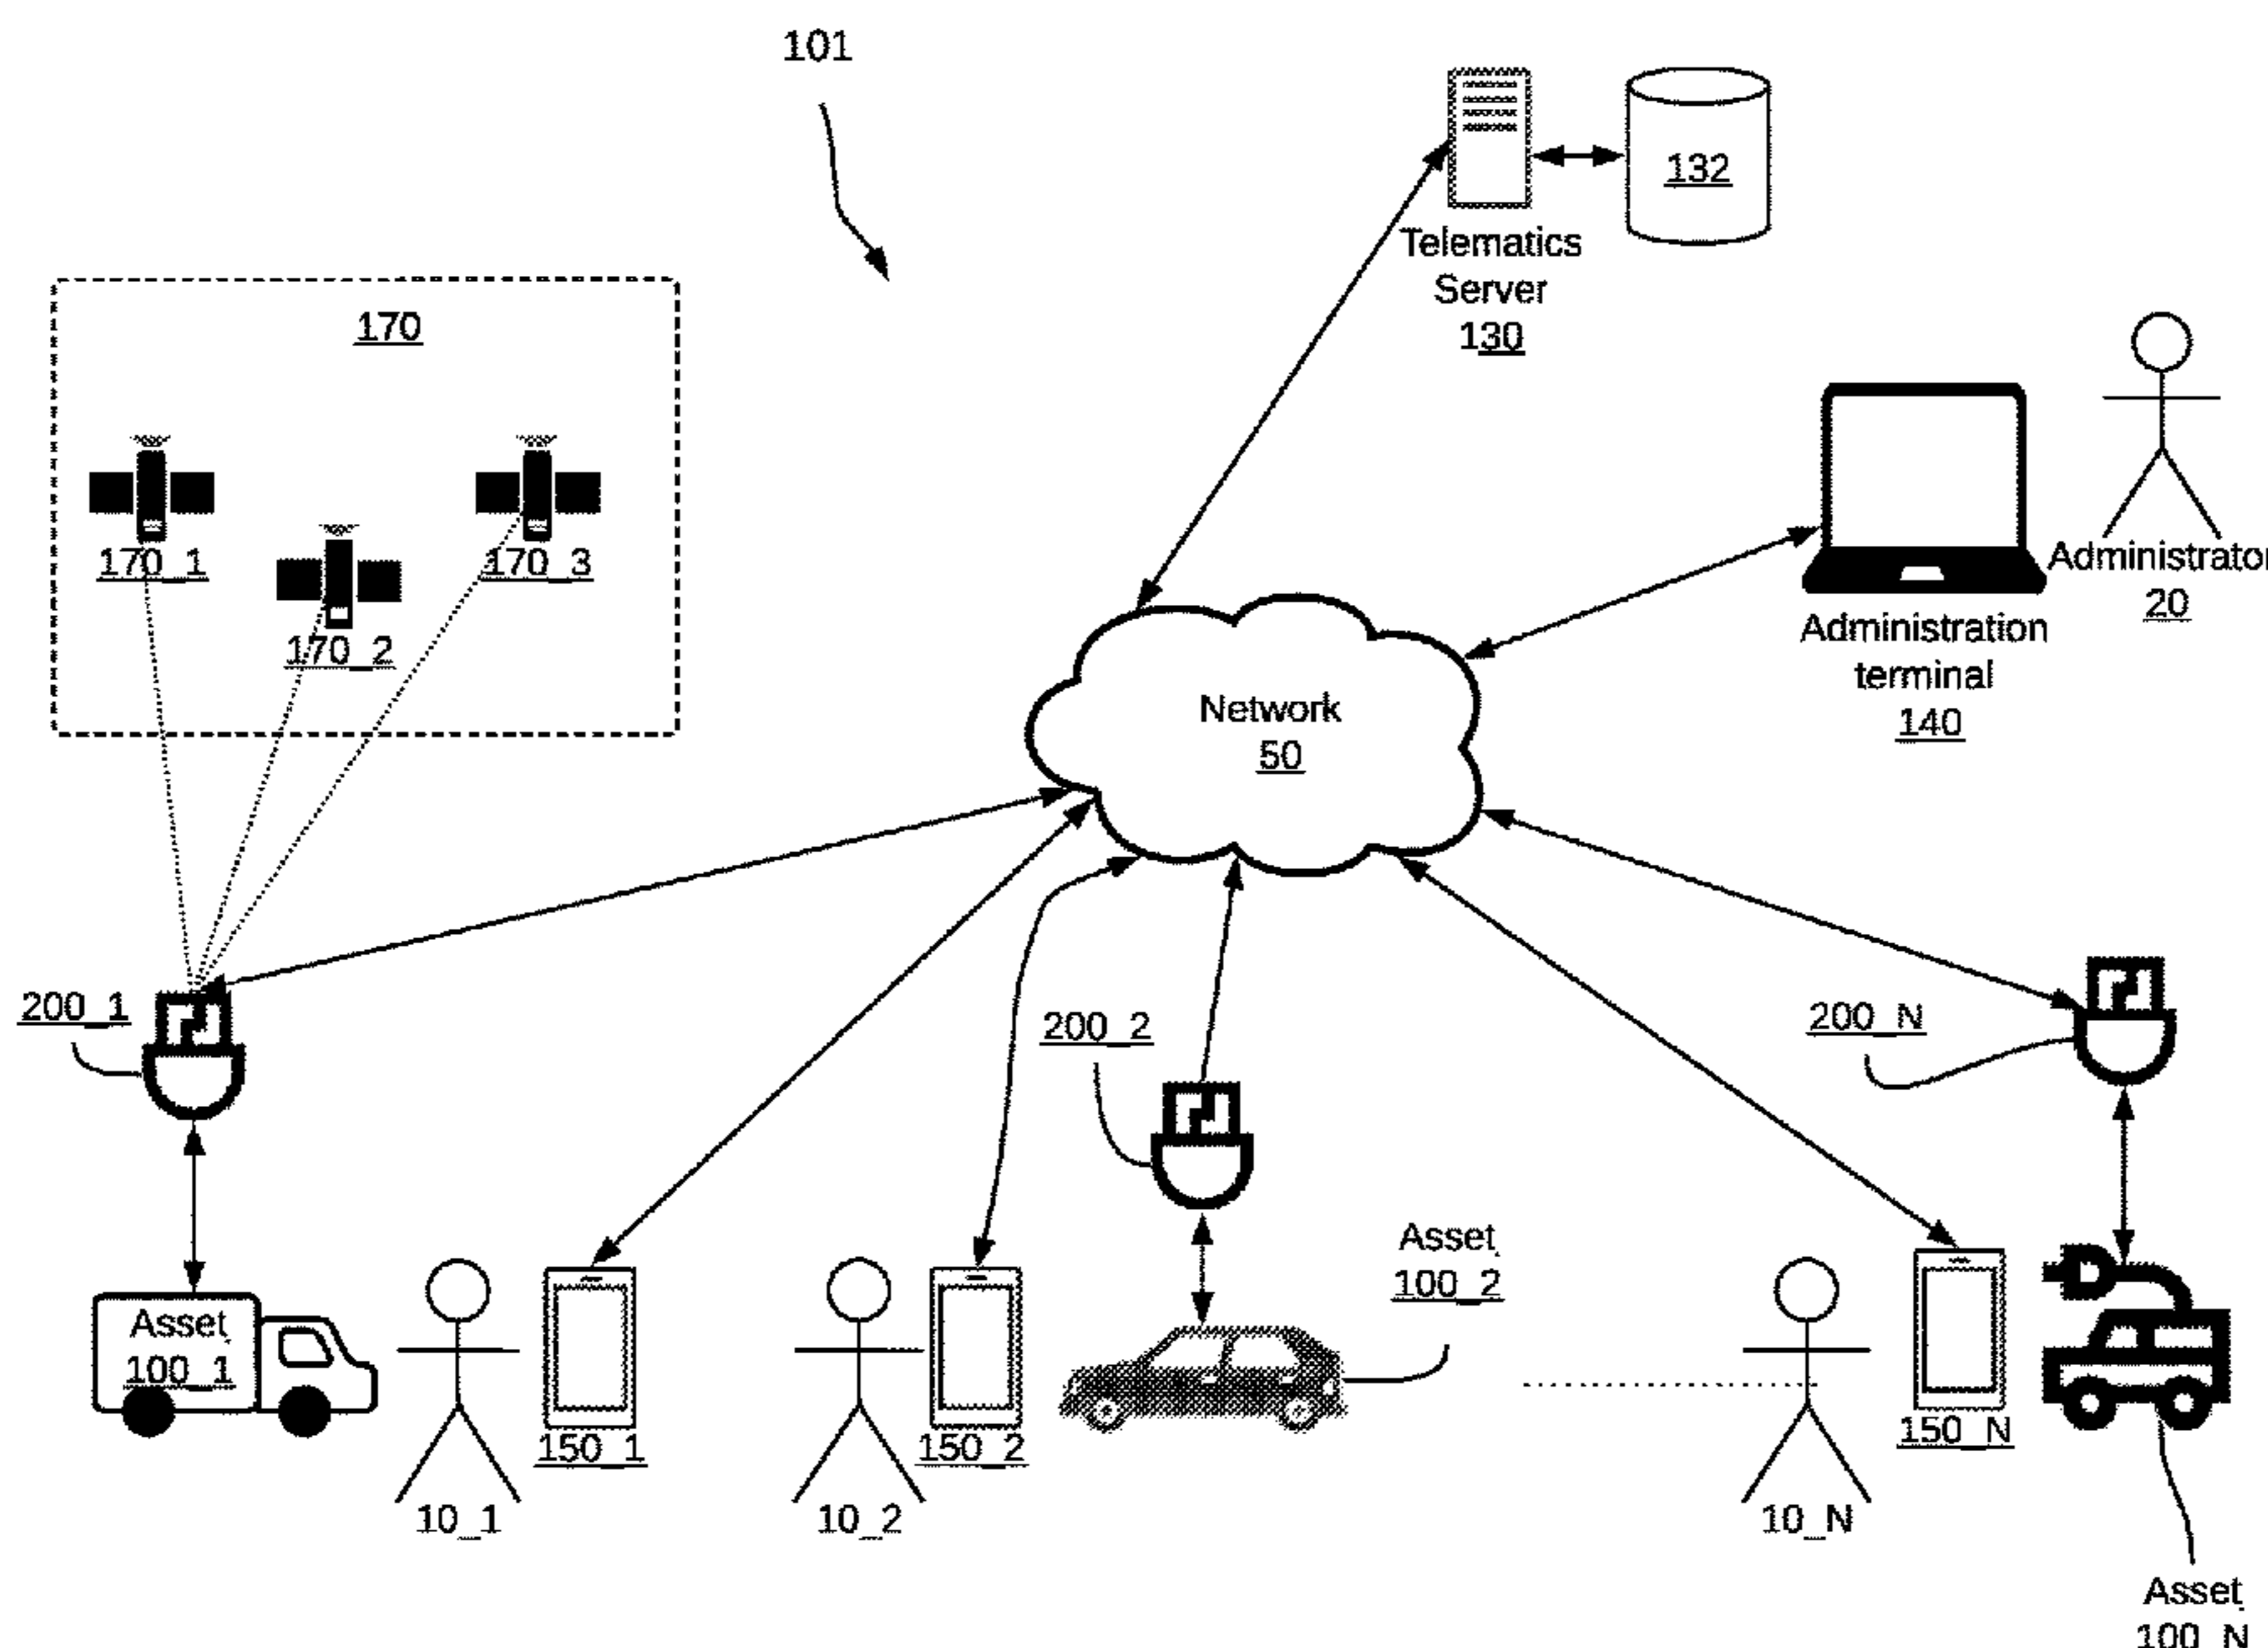 101
132
Telematics
Server
130
170
170_1
170_2
170_3
Administrator
20
Administration
terminal
140
Network
50
200_1
200_2
200_N
Asset
100_1
Asset
100_2
150_1
150_2
150_N
10_1
10_2
10_N
Asset
100_N